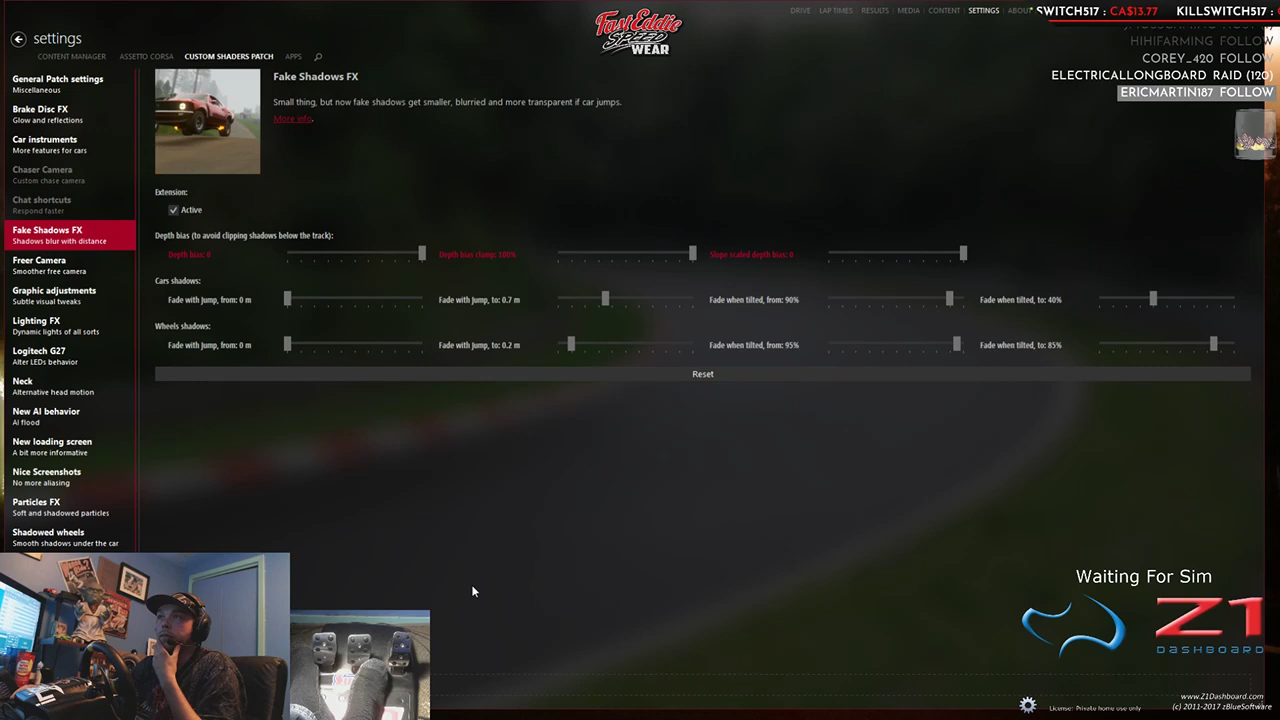 DRIVE LAP TIMES RESULTS MEDIA CONTENT SETTINGS ABOUT
SWITCH517 : CA$13.77 KILLSWITCH517 :
settings
FastEddie
SPEED
WEAR
HIHIFARMING FOLLOW
COREY_420 FOLLOW
ELECTRICALLONGBOARD RAID (120)
ERICMARTIN187 FOLLOW
CONTENT MANAGER ASSETTO CORSA CUSTOM SHADERS PATCH APPS
General Patch settings
Miscellaneous
Brake Disc FX
Glow and reflections
Car instruments
More features for cars
Chaser Camera
Custom chase camera
Chat shortcuts
Respond faster
Fake Shadows FX
Shadows blur with distance
Freer Camera
Smoother free camera
Graphic adjustments
Subtle visual tweaks
Lighting FX
Dynamic lights of all sorts
Logitech G27
Alter LEDs behavior
Neck
Alternative head motion
New AI behavior
AI flood
New loading screen
A bit more informative
Nice Screenshots
No more aliasing
Particles FX
Soft and shadowed particles
Shadowed wheels
Smooth shadows under the car
Fake Shadows FX
Small thing, but now fake shadows get smaller, blurried and more transparent if car jumps.
More info.
Extension:
Active
Depth bias (to avoid clipping shadows below the track):
Depth bias: 0 Depth bias clamp: 100% Slope scaled depth bias: 0
Cars shadows:
Fade with jump, from: 0 m Fade with jump, to: 0.7 m Fade when tilted, from: 90% Fade when tilted, to: 40%
Wheels shadows:
Fade with jump, from: 0 m Fade with jump, to: 0.2 m Fade when tilted, from: 95% Fade when tilted, to: 85%
Reset
Waiting For Sim
Z1
DASHBOARD
www.Z1Dashboard.com
License: Private home use only (c) 2011-2017 zBlueSoftware